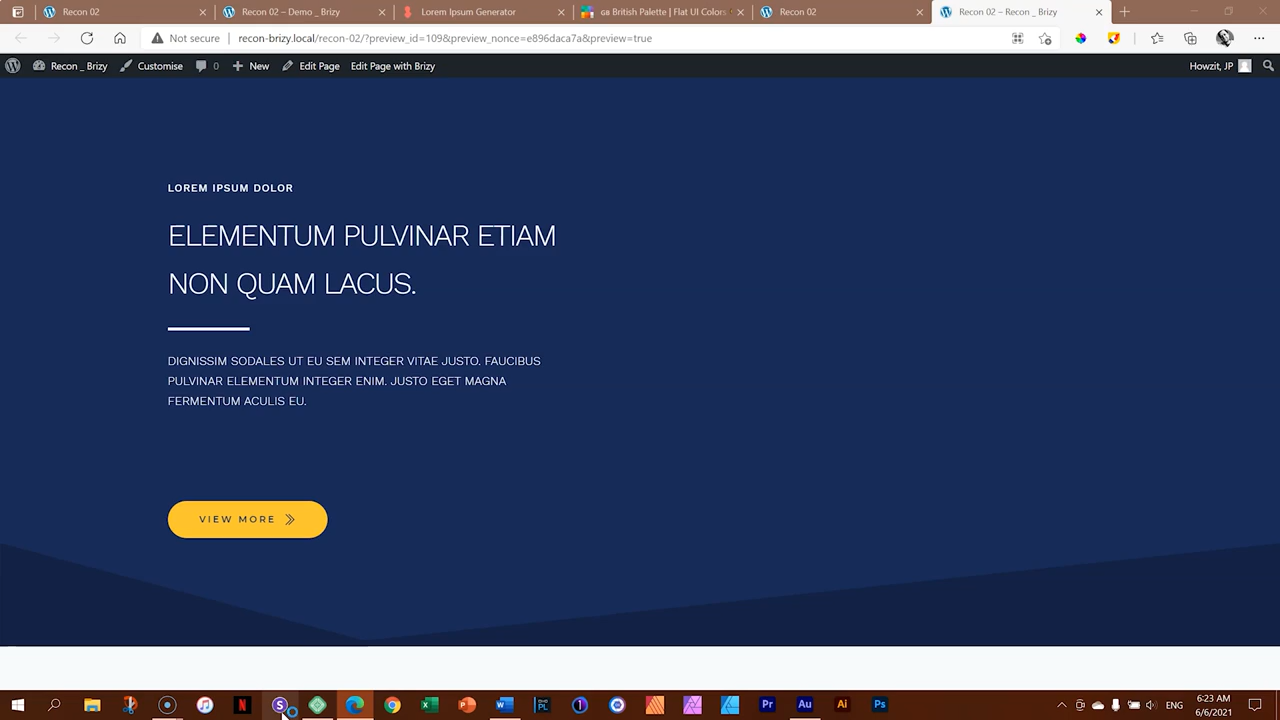 Recon 02
Recon 02 – Demo _ Brizy
Lorem Ipsum Generator
GB British Palette | Flat UI Colors
Recon 02
Recon 02 – Recon _ Brizy
Not secure
recon-brizy.local/recon-02/?preview_id=109&preview_nonce=e896daca7a&preview=true
Recon _ Brizy
Customise
0
New
Edit Page
Edit Page with Brizy
Howzit, JP
LOREM IPSUM DOLOR
ELEMENTUM PULVINAR ETIAM
NON QUAM LACUS.
DIGNISSIM SODALES UT EU SEM INTEGER VITAE JUSTO. FAUCIBUS
PULVINAR ELEMENTUM INTEGER ENIM. JUSTO EGET MAGNA
FERMENTUM ACULIS EU.
VIEW MORE
ENG
6:23 AM
6/6/2021